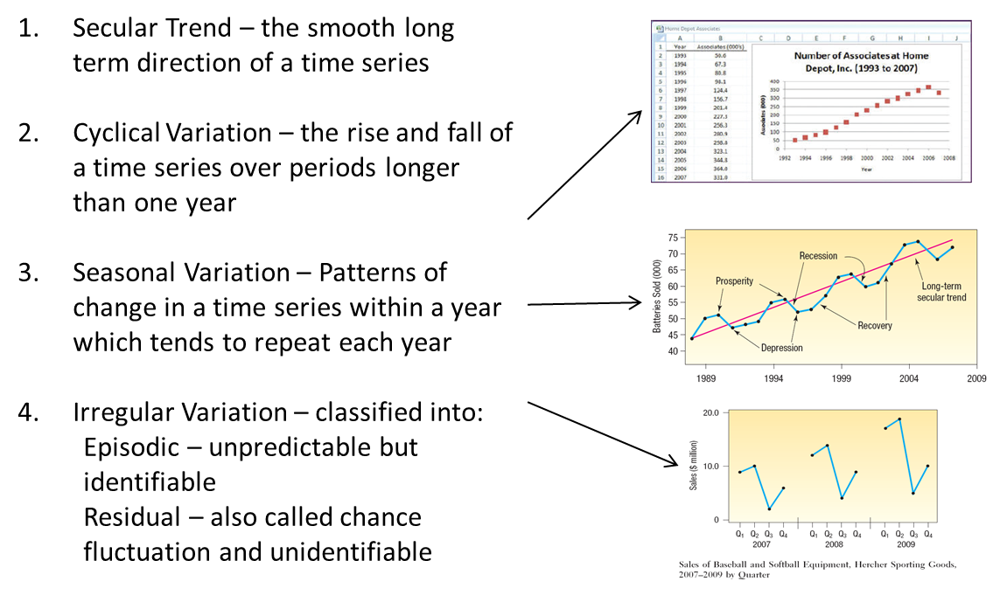 1. Secular Trend – the smooth long
term direction of a time series
2. Cyclical Variation – the rise and fall of
a time series over periods longer
than one year
3. Seasonal Variation – Patterns of
change in a time series within a year
which tends to repeat each year
4. Irregular Variation – classified into:
Episodic – unpredictable but
identifiable
Residual – also called chance
fluctuation and unidentifiable
Home Depot Associates
A B C D E F G H I J
1 Year Associates (000's)
2 1993 50.0
3 1994 67.3
4 1995 80.8
5 1996 98.1
6 1997 124.4
7 1998 156.7
8 1999 201.4
9 2000 227.3
10 2001 256.3
11 2002 280.9
12 2003 298.8
13 2004 323.1
14 2005 344.8
15 2006 364.0
16 2007 331.0
Number of Associates at Home
Depot, Inc. (1993 to 2007)
Associates (000)
400
350
300
250
200
150
100
50
0
1992 1994 1996 1998 2000 2002 2004 2006 2008
Year
Batteries Sold (000)
75
70
65
60
55
50
45
40
Recession
Prosperity
Long-term
secular trend
Recovery
Depression
1989 1994 1999 2004 2009
Sales ($ million)
20.0
10.0
0
Q1 Q2 Q3 Q4 Q1 Q2 Q3 Q4 Q1 Q2 Q3 Q4
2007 2008 2009
Sales of Baseball and Softball Equipment, Hercher Sporting Goods,
2007–2009 by Quarter